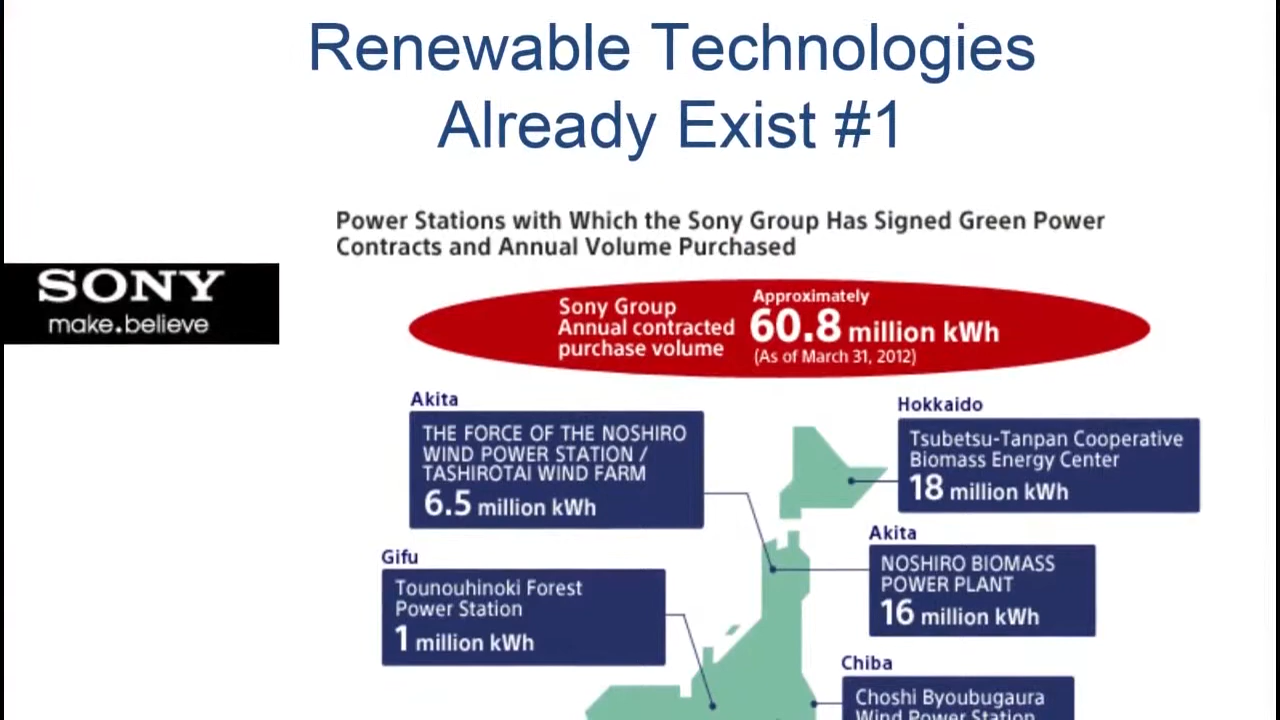 Renewable Technologies
Already Exist #1
Power Stations with Which the Sony Group Has Signed Green Power
Contracts and Annual Volume Purchased
SONY
make.believe
Sony Group
Annual contracted
purchase volume
Approximately
60.8 million kWh
(As of March 31, 2012)
Akita
THE FORCE OF THE NOSHIRO
WIND POWER STATION /
TASHIROTAI WIND FARM
6.5 million kWh
Hokkaido
Tsubetsu-Tanpan Cooperative
Biomass Energy Center
18 million kWh
Akita
NOSHIRO BIOMASS
POWER PLANT
16 million kWh
Gifu
Tounouhinoki Forest
Power Station
1 million kWh
Chiba
Choshi Byoubugaura
Wind Power Station